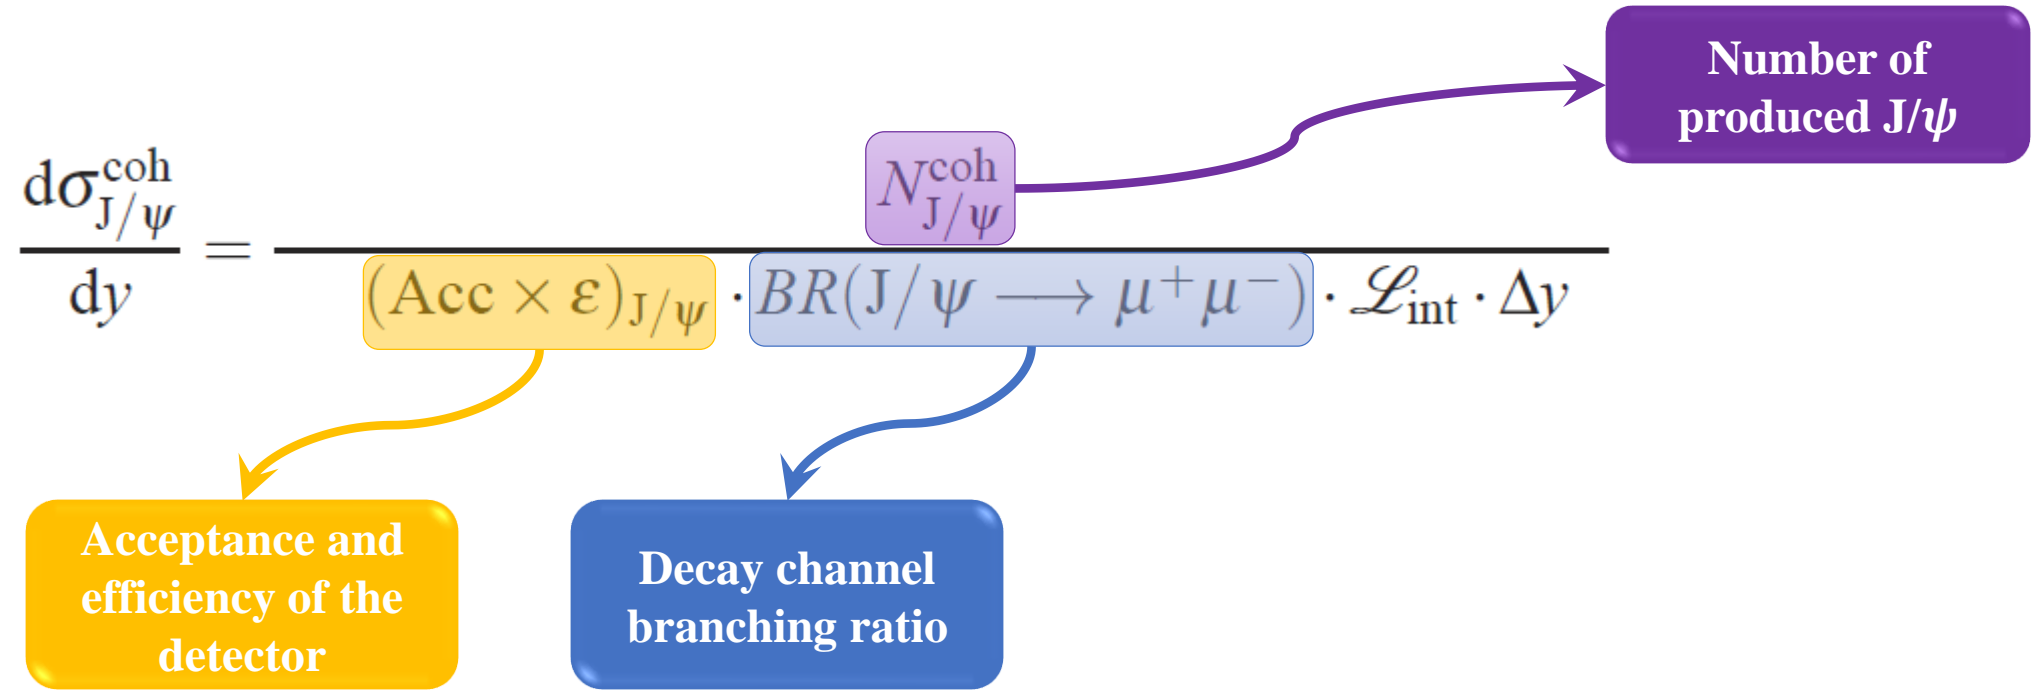 Number of
produced J/ψ
dσ^coh_J/ψ / dy = N^coh_J/ψ / (Acc × ε)_J/ψ · BR(J/ψ ⟶ μ⁺μ⁻) · ℒ_int · Δy
Acceptance and
efficiency of the
detector
Decay channel
branching ratio